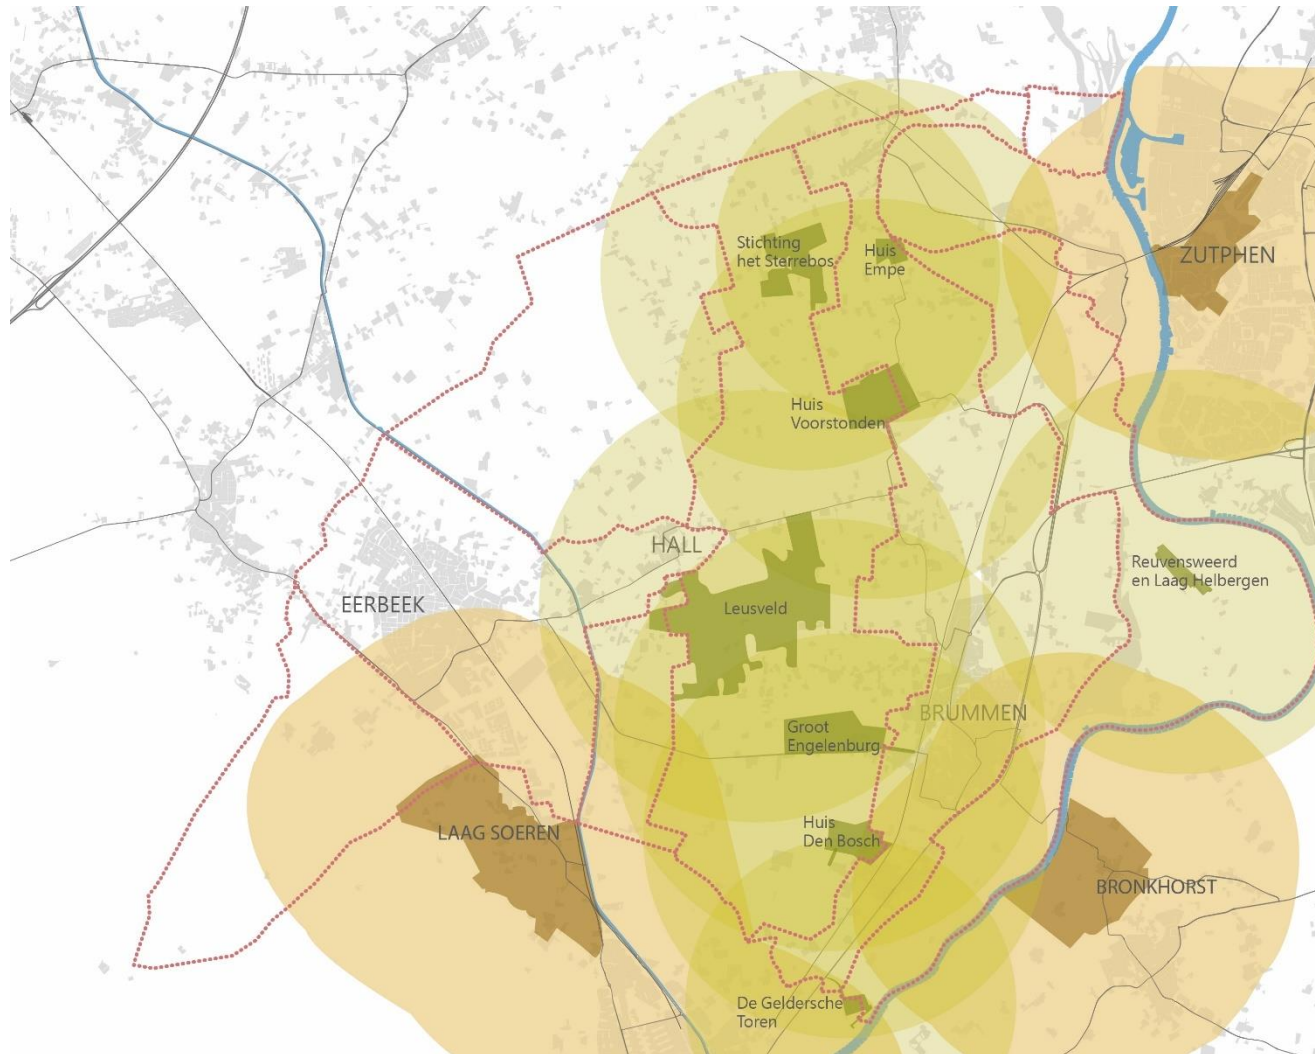 Stichting
het Sterrebos
Huis
Empe
ZUTPHEN
Huis
Voorstonden
HALL
Reuvensweerd
en Laag Helbergen
EERBEEK
Leusveld
BRUMMEN
Groot
Engelenburg
Huis
Den Bosch
LAAG SOEREN
BRONKHORST
De Geldersche
Toren